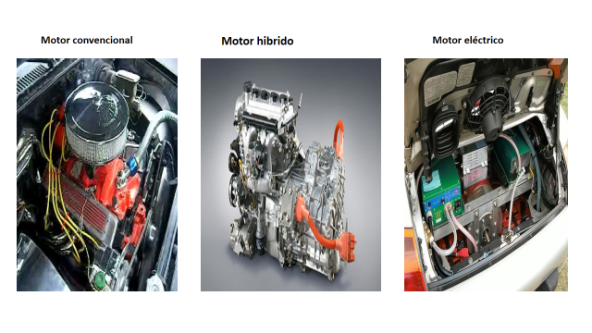 Motor convencional
Motor hibrido
Motor eléctrico